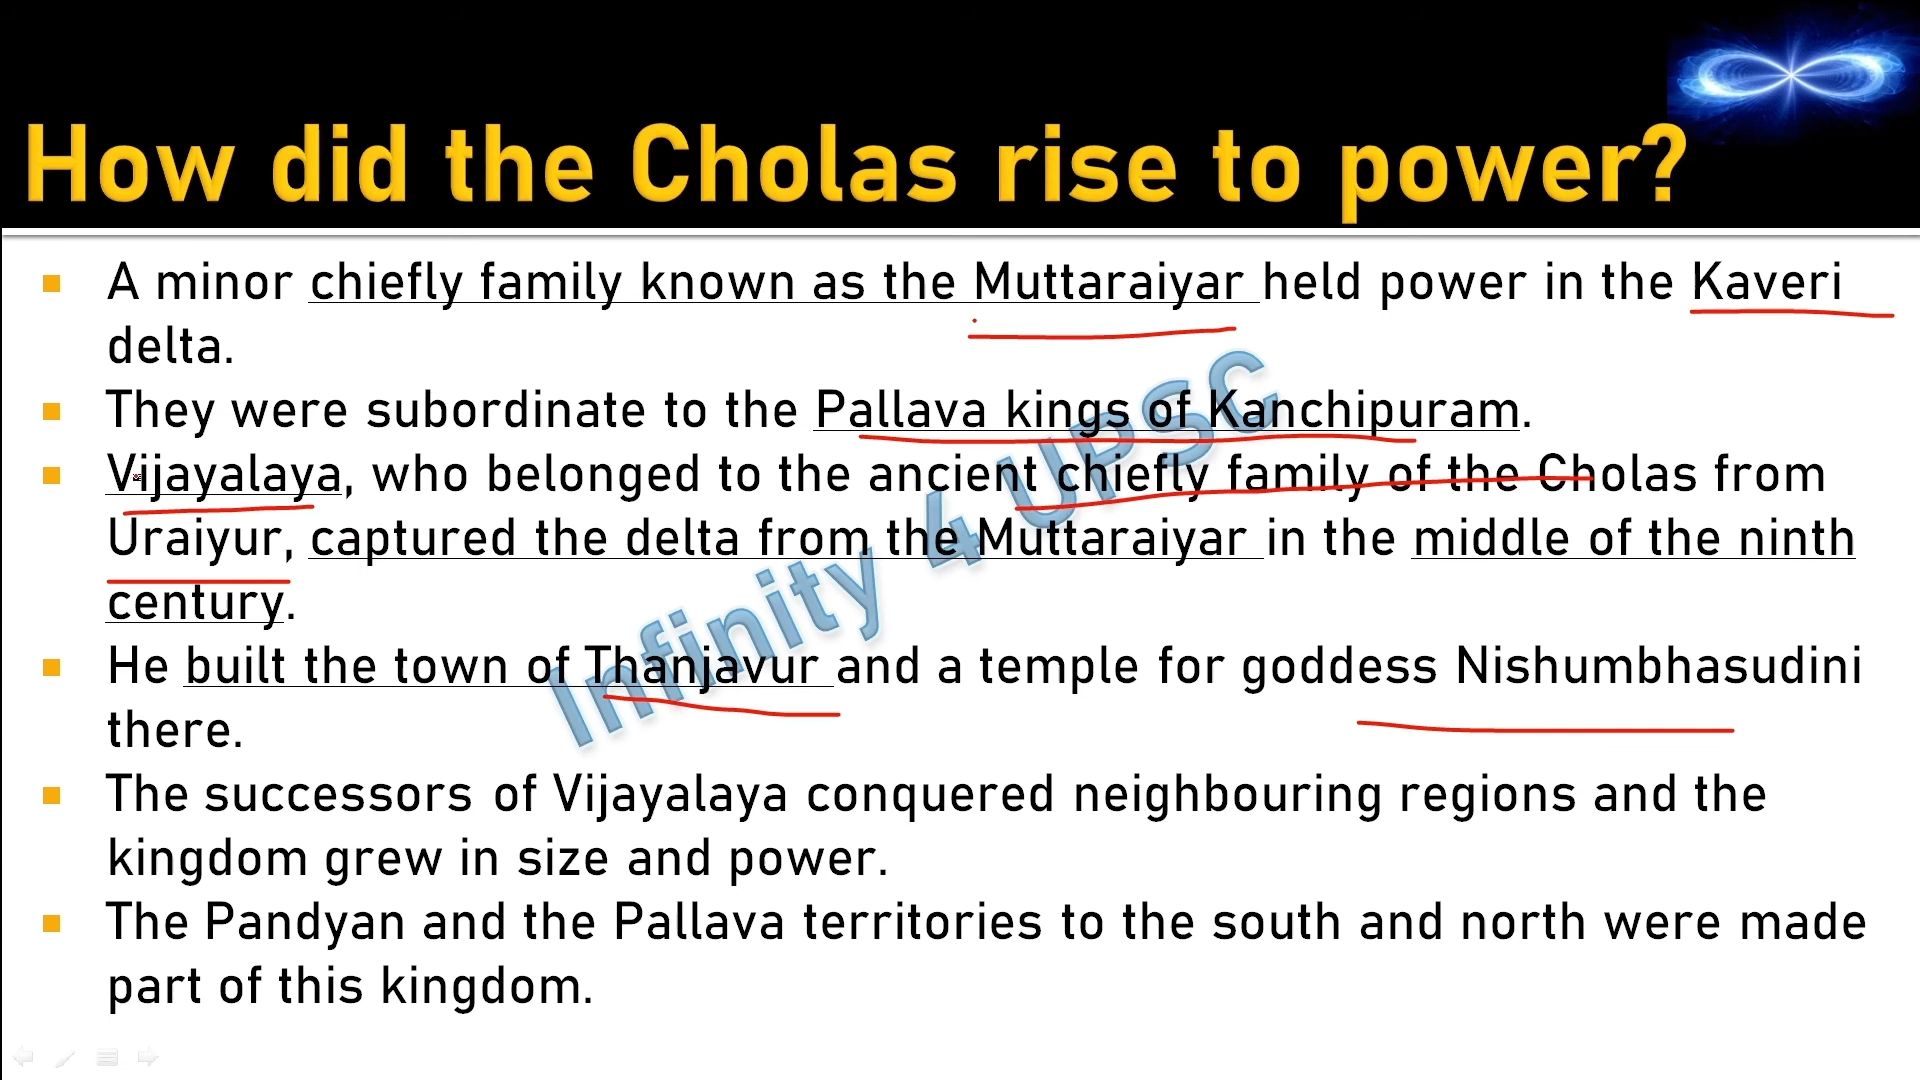 How did the Cholas rise to power?
A minor chiefly family known as the Muttaraiyar held power in the Kaveri
delta.
They were subordinate to the Pallava kings of Kanchipuram.
Vijayalaya, who belonged to the ancient chiefly family of the Cholas from
Uraiyur, captured the delta from the Muttaraiyar in the middle of the ninth
century.
He built the town of Thanjavur and a temple for goddess Nishumbhasudini
there.
The successors of Vijayalaya conquered neighbouring regions and the
kingdom grew in size and power.
The Pandyan and the Pallava territories to the south and north were made
part of this kingdom.
Infinity 4 UPSC